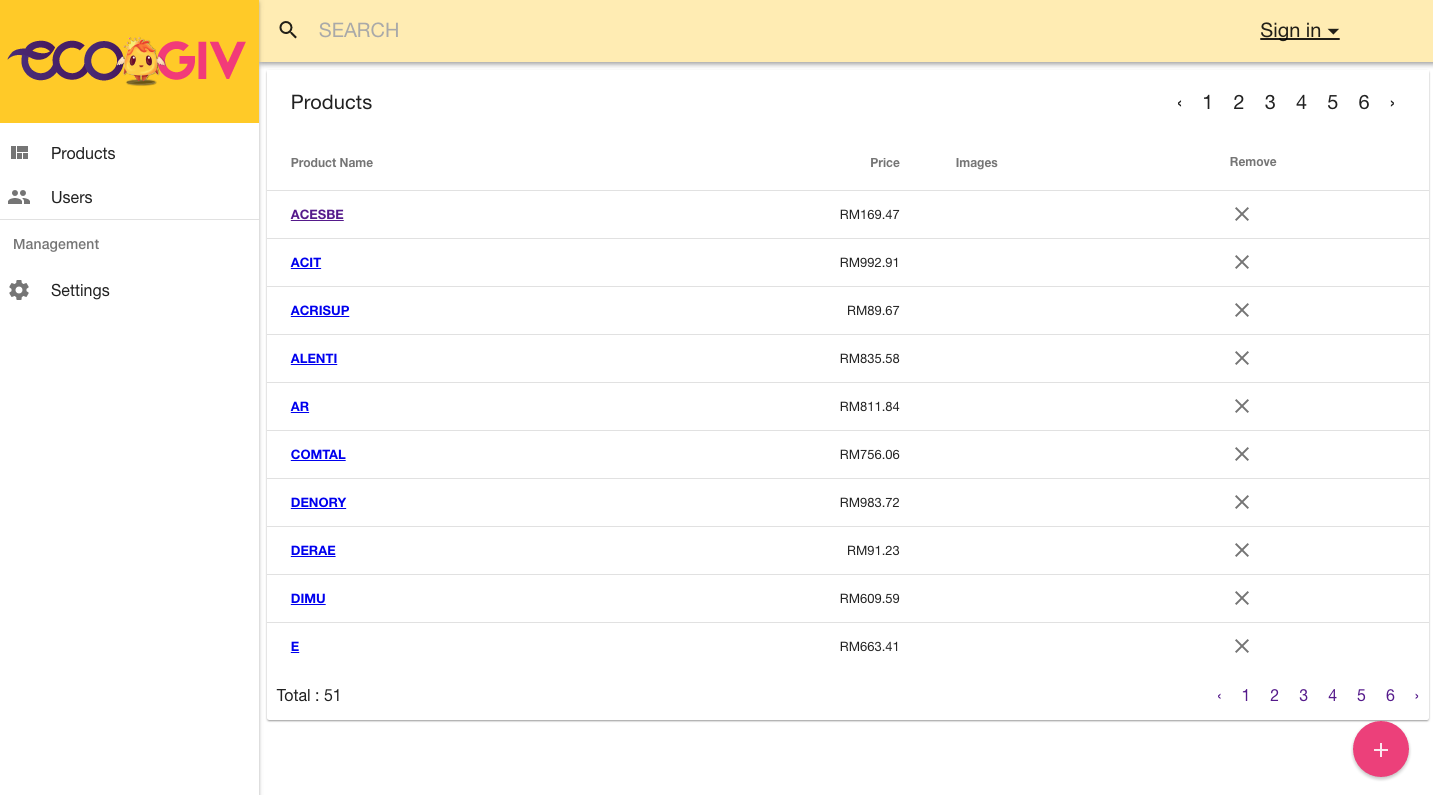 ECOGIV
SEARCH
Sign in
Products
Users
Management
Settings
Products ‹ 1 2 3 4 5 6 ›
Product Name Price Images Remove
ACESBE RM169.47
ACIT RM992.91
ACRISUP RM89.67
ALENTI RM835.58
AR RM811.84
COMTAL RM756.06
DENORY RM983.72
DERAE RM91.23
DIMU RM609.59
E RM663.41
Total : 51 ‹ 1 2 3 4 5 6 ›